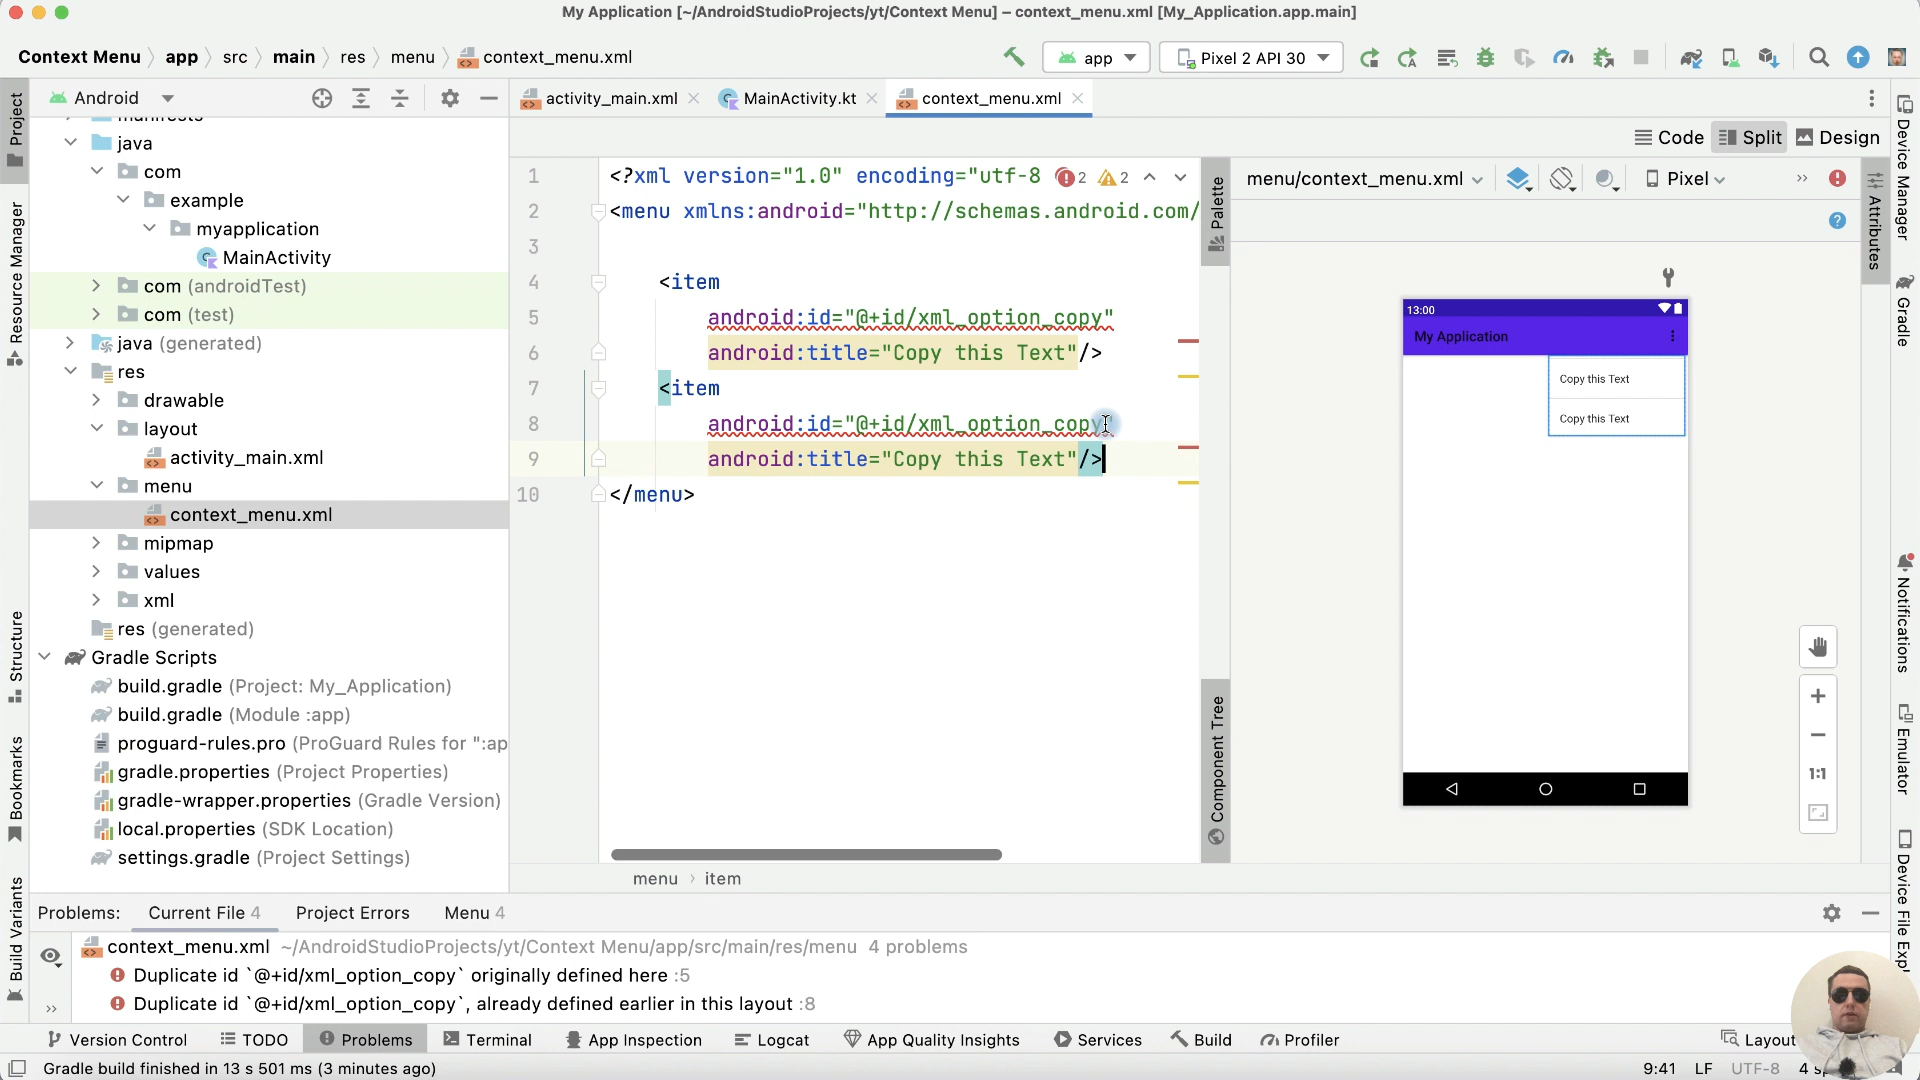 My Application [~/AndroidStudioProjects/yt/Context Menu] – context_menu.xml [My_Application.app.main]
Context Menu
app
src
main
res
menu
context_menu.xml
app
Pixel 2 API 30
Android
activity_main.xml
MainActivity.kt
context_menu.xml
Code
Split
Design
Project
Resource Manager
Structure
Bookmarks
Build Variants
java
com
example
myapplication
MainActivity
com (androidTest)
com (test)
java (generated)
res
drawable
layout
activity_main.xml
menu
context_menu.xml
mipmap
values
xml
res (generated)
Gradle Scripts
build.gradle (Project: My_Application)
build.gradle (Module :app)
proguard-rules.pro (ProGuard Rules for ":ap
gradle.properties (Project Properties)
gradle-wrapper.properties (Gradle Version)
local.properties (SDK Location)
settings.gradle (Project Settings)
1 <?xml version="1.0" encoding="utf-8 2 2
2 <menu xmlns:android="http://schemas.android.com/
3
4 <item
5 android:id="@+id/xml_option_copy"
6 android:title="Copy this Text"/>
7 <item
8 android:id="@+id/xml_option_copy"
9 android:title="Copy this Text"/>
10 </menu>
menu
item
Palette
Component Tree
menu/context_menu.xml
Pixel
13:00
My Application
Copy this Text
Copy this Text
1:1
Attributes
Device Manager
Gradle
Notifications
Emulator
Device File Expl
Problems:
Current File 4
Project Errors
Menu 4
context_menu.xml ~/AndroidStudioProjects/yt/Context Menu/app/src/main/res/menu 4 problems
Duplicate id `@+id/xml_option_copy` originally defined here :5
Duplicate id `@+id/xml_option_copy`, already defined earlier in this layout :8
Version Control
TODO
Problems
Terminal
App Inspection
Logcat
App Quality Insights
Services
Build
Profiler
Layout
Gradle build finished in 13 s 501 ms (3 minutes ago)
9:41
LF
UTF-8
4